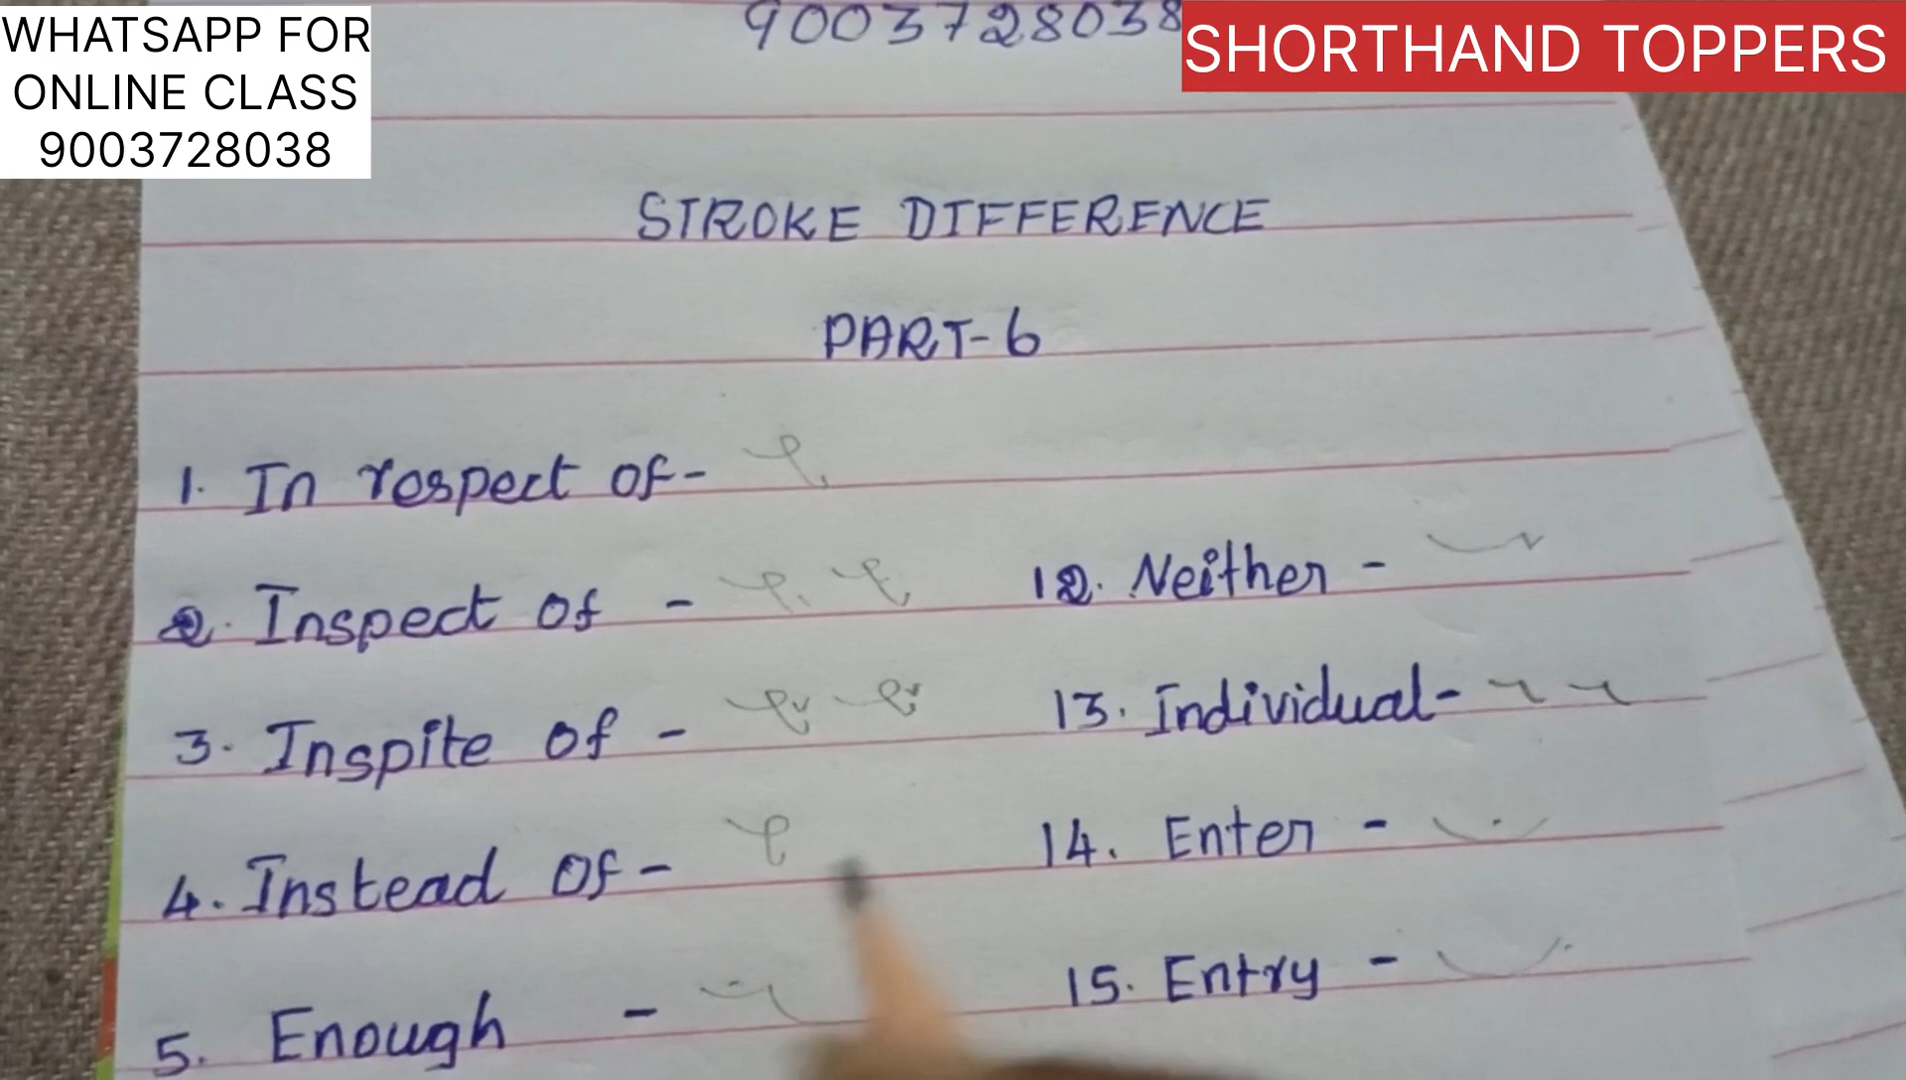 WHATSAPP FOR
ONLINE CLASS
9003728038
9003728038
SHORTHAND TOPPERS
STROKE DIFFERENCE
PART-6
1. In respect of -
2. Inspect of -
3. Inspite of -
4. Instead of -
5. Enough -
12. Neither -
13. Individual -
14. Enter -
15. Entry -